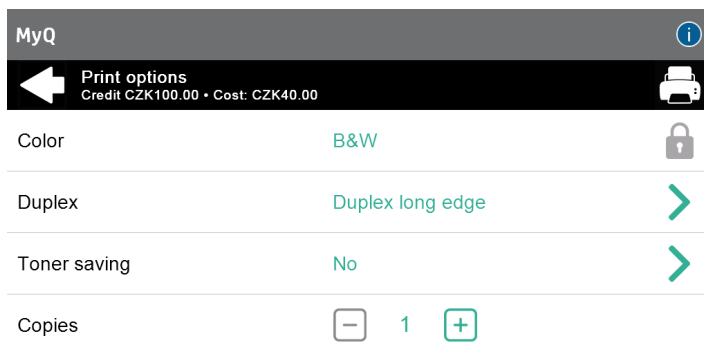 MyQ
i
Print options
Credit CZK100.00 • Cost: CZK40.00
Color B&W
Duplex Duplex long edge
Toner saving No
Copies − 1 +